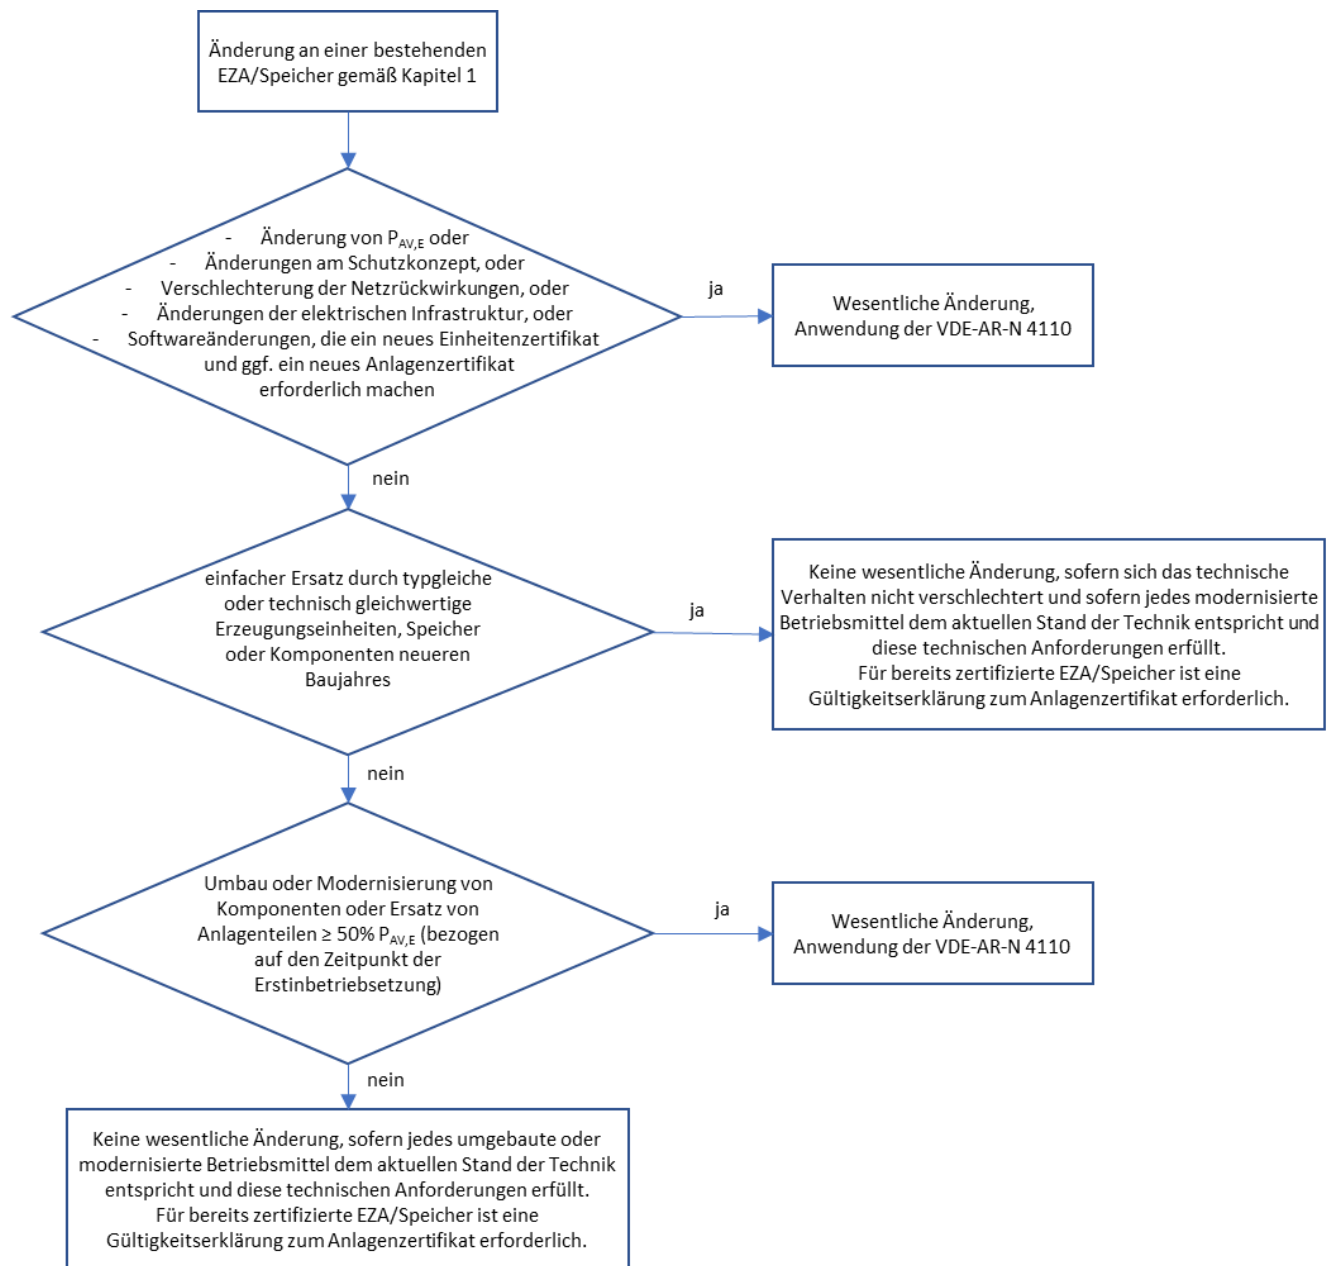 Änderung an einer bestehenden
EZA/Speicher gemäß Kapitel 1
- Änderung von P_AV,E oder
- Änderungen am Schutzkonzept, oder
- Verschlechterung der Netzrückwirkungen, oder
- Änderungen der elektrischen Infrastruktur, oder
- Softwareänderungen, die ein neues Einheitenzertifikat
und ggf. ein neues Anlagenzertifikat
erforderlich machen
ja
Wesentliche Änderung,
Anwendung der VDE-AR-N 4110
nein
einfacher Ersatz durch typgleiche
oder technisch gleichwertige
Erzeugungseinheiten, Speicher
oder Komponenten neueren
Baujahres
ja
Keine wesentliche Änderung, sofern sich das technische
Verhalten nicht verschlechtert und sofern jedes modernisierte
Betriebsmittel dem aktuellen Stand der Technik entspricht und
diese technischen Anforderungen erfüllt.
Für bereits zertifizierte EZA/Speicher ist eine
Gültigkeitserklärung zum Anlagenzertifikat erforderlich.
nein
Umbau oder Modernisierung von
Komponenten oder Ersatz von
Anlagenteilen ≥ 50% P_AV,E (bezogen
auf den Zeitpunkt der
Erstinbetriebsetzung)
ja
Wesentliche Änderung,
Anwendung der VDE-AR-N 4110
nein
Keine wesentliche Änderung, sofern jedes umgebaute oder
modernisierte Betriebsmittel dem aktuellen Stand der Technik
entspricht und diese technischen Anforderungen erfüllt.
Für bereits zertifizierte EZA/Speicher ist eine
Gültigkeitserklärung zum Anlagenzertifikat erforderlich.